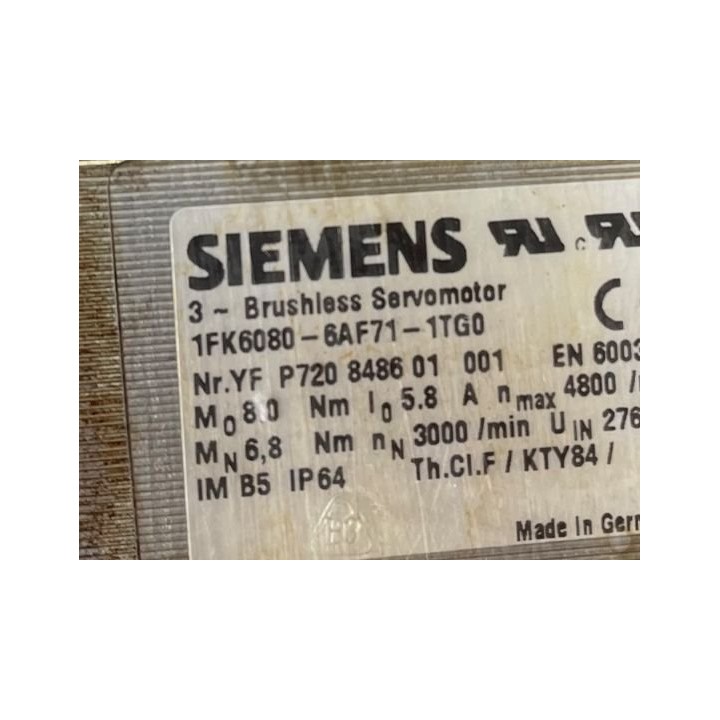 SIEMENS
3 ~ Brushless Servomotor
1FK6080-6AF71-1TG0
Nr.YF P720 8486 01 001 EN 6003
M0 8.0 Nm I0 5.8 A nmax 4800 /
MN 6,8 Nm nN 3000 /min UIN 276
IM B5 IP64 Th.Cl.F / KTY84 /
Made in Germ